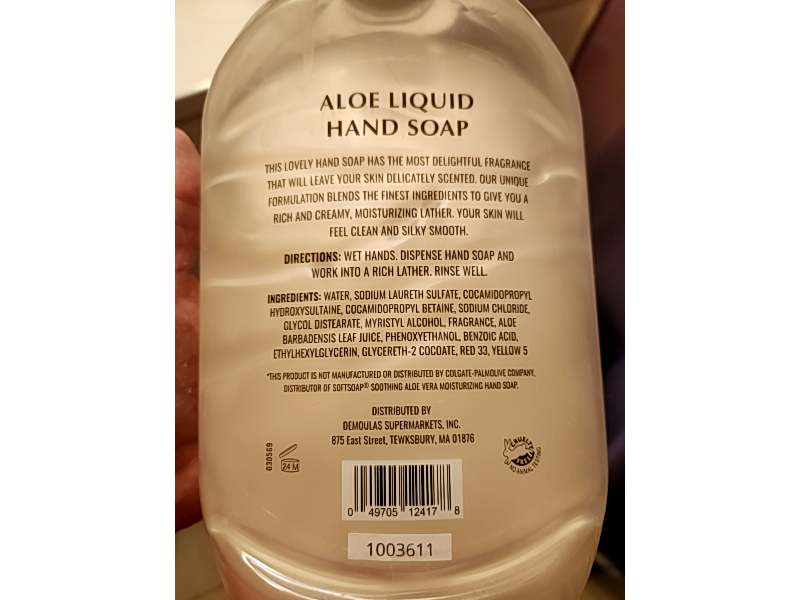 ALOE LIQUID
HAND SOAP
THIS LOVELY HAND SOAP HAS THE MOST DELIGHTFUL FRAGRANCE
THAT WILL LEAVE YOUR SKIN DELICATELY SCENTED. OUR UNIQUE
FORMULATION BLENDS THE FINEST INGREDIENTS TO GIVE YOU A
RICH AND CREAMY, MOISTURIZING LATHER. YOUR SKIN WILL
FEEL CLEAN AND SILKY SMOOTH.
DIRECTIONS: WET HANDS. DISPENSE HAND SOAP AND
WORK INTO A RICH LATHER. RINSE WELL.
INGREDIENTS: WATER, SODIUM LAURETH SULFATE, COCAMIDOPROPYL
HYDROXYSULTAINE, COCAMIDOPROPYL BETAINE, SODIUM CHLORIDE,
GLYCOL DISTEARATE, MYRISTYL ALCOHOL, FRAGRANCE, ALOE
BARBADENSIS LEAF JUICE, PHENOXYETHANOL, BENZOIC ACID,
ETHYLHEXYLGLYCERIN, GLYCERETH-2 COCOATE, RED 33, YELLOW 5
*THIS PRODUCT IS NOT MANUFACTURED OR DISTRIBUTED BY COLGATE-PALMOLIVE COMPANY,
DISTRIBUTOR OF SOFTSOAP® SOOTHING ALOE VERA MOISTURIZING HAND SOAP.
DISTRIBUTED BY
DEMOULAS SUPERMARKETS, INC.
875 East Street, TEWKSBURY, MA 01876
030569
24 M
CRUELTY
FREE
NO ANIMAL TESTING
0 49705 12417 8
1003611